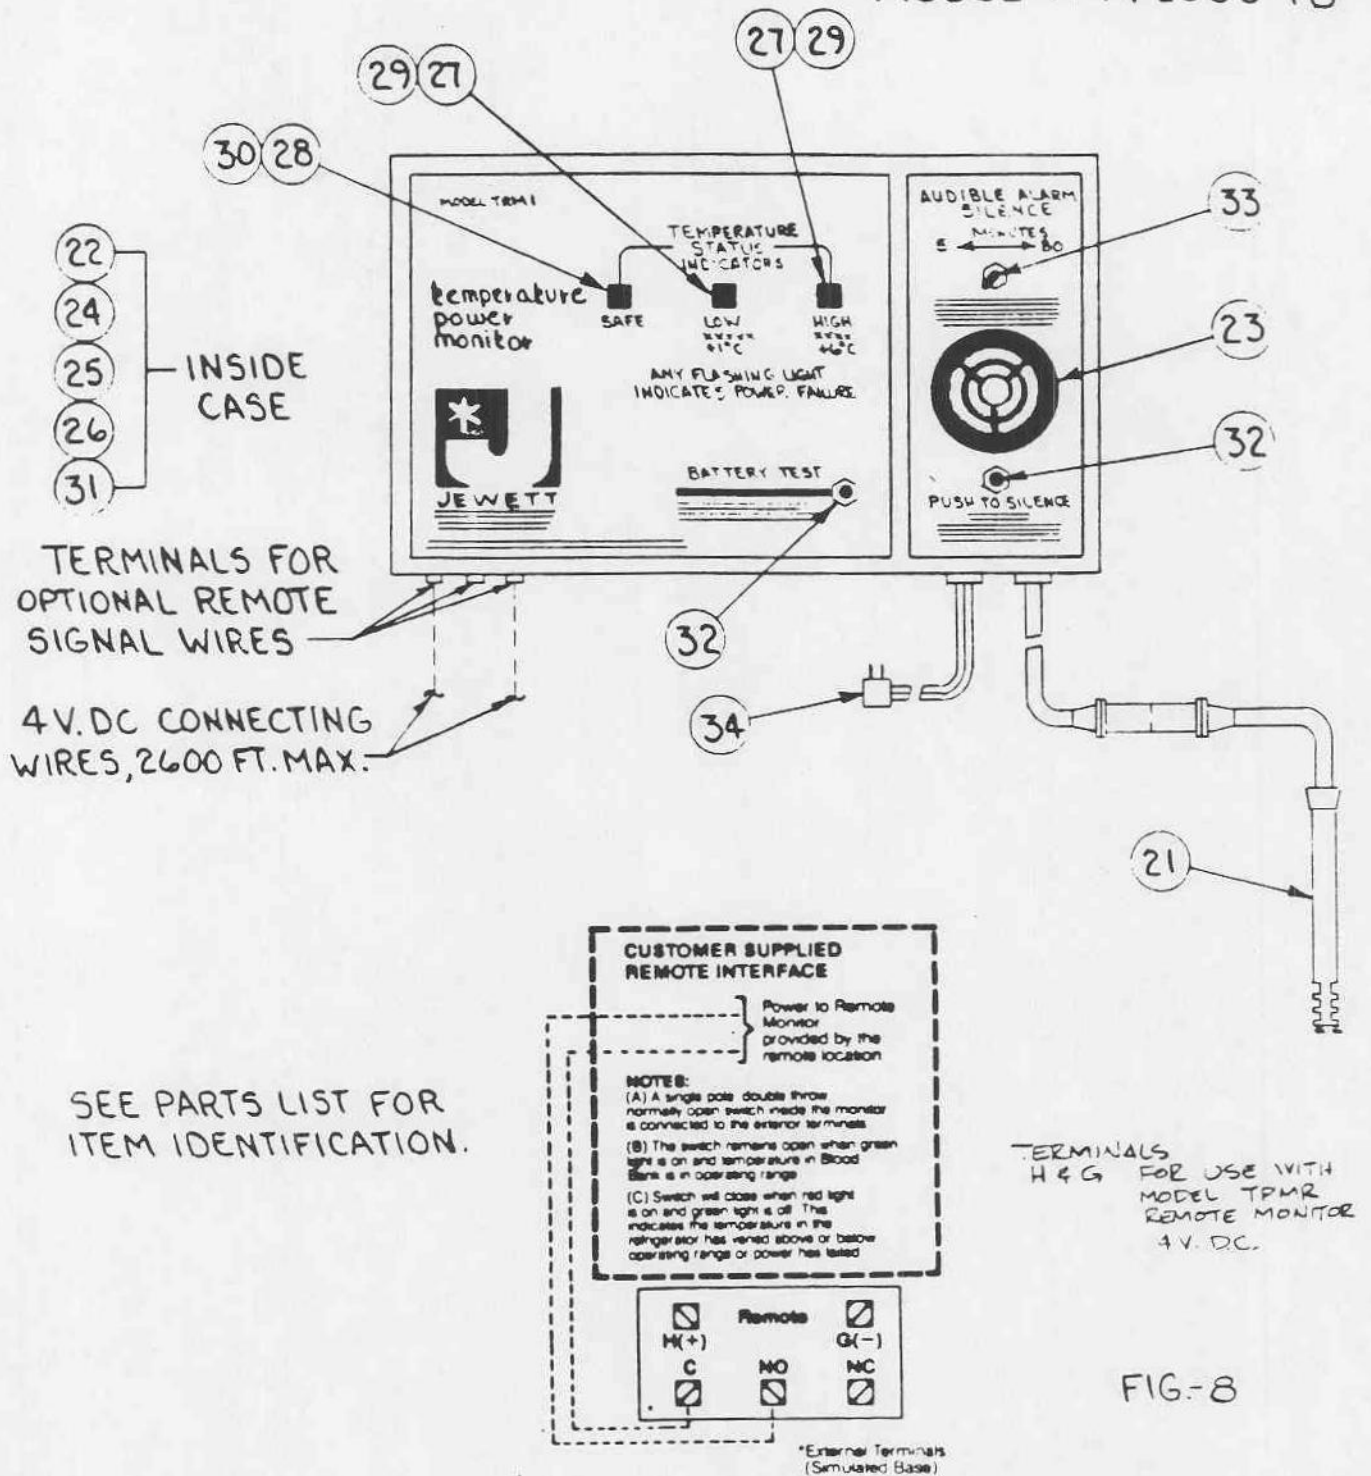 27 29
29 27
30 28
MODEL TRM1
TEMPERATURE
STATUS
INDICATORS
AUDIBLE ALARM
SILENCE
MINUTES
33
22
24
25
26
31
INSIDE
CASE
temperature
power
monitor
SAFE
LOW
+1°C
HIGH
+6°C
23
ANY FLASHING LIGHT
INDICATES POWER FAILURE
BATTERY TEST
32
JEWETT
PUSH TO SILENCE
TERMINALS FOR
OPTIONAL REMOTE
SIGNAL WIRES
32
34
4 V. DC CONNECTING
WIRES, 2600 FT. MAX.
21
CUSTOMER SUPPLIED
REMOTE INTERFACE
Power to Remote
Monitor
provided by the
remote location
NOTES:
(A) A single pole double throw
normally open switch inside the monitor
is connected to the exterior terminals
(B) The switch remains open when green
light is on and temperature in Blood
Bank is in operating range
(C) Switch will close when red light
is on and green light is off. This
indicates the temperature in the
refrigerator has varied above or below
operating range or power has failed
SEE PARTS LIST FOR
ITEM IDENTIFICATION.
TERMINALS
H & G FOR USE WITH
MODEL TPMR
REMOTE MONITOR
4 V. D.C.
Remote
H(+)
G(-)
C NO NC
FIG.-8
*External Terminals
(Simulated Base)